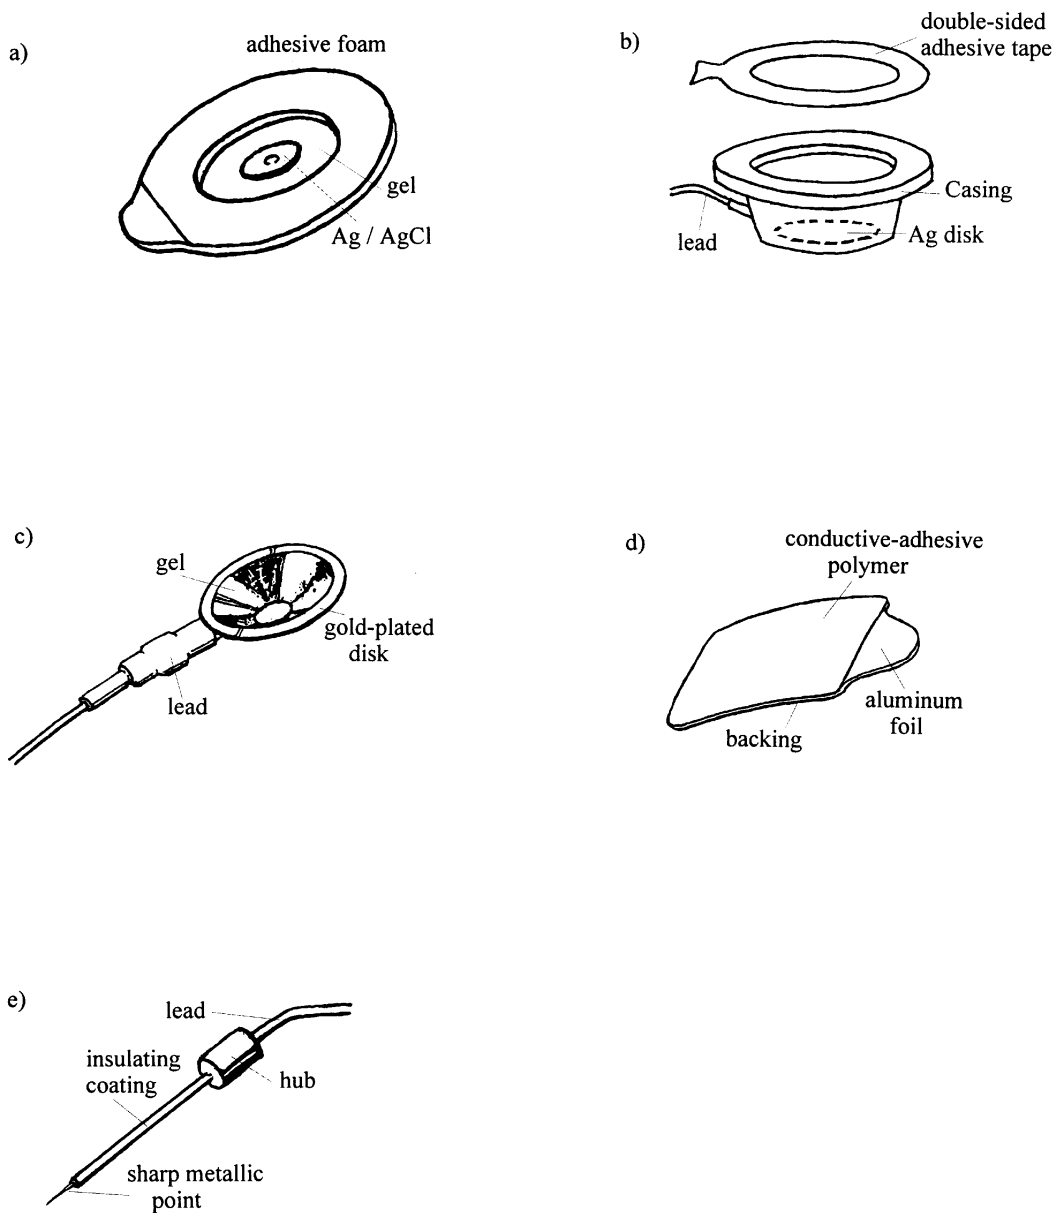 a)
adhesive foam
gel
Ag / AgCl
b)
double-sided
adhesive tape
Casing
lead
Ag disk
c)
gel
gold-plated
disk
lead
d)
conductive-adhesive
polymer
aluminum
foil
backing
e)
lead
insulating
coating
hub
sharp metallic
point